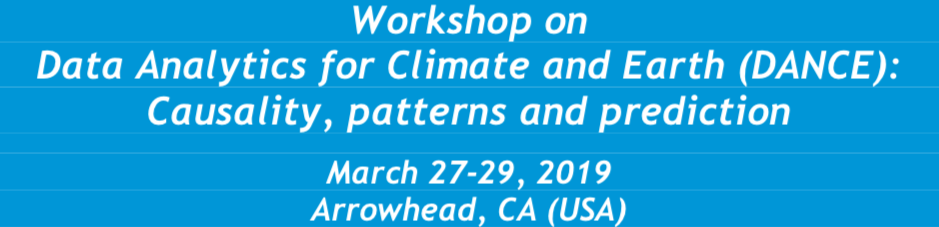 Workshop on
Data Analytics for Climate and Earth (DANCE):
Causality, patterns and prediction
March 27-29, 2019
Arrowhead, CA (USA)